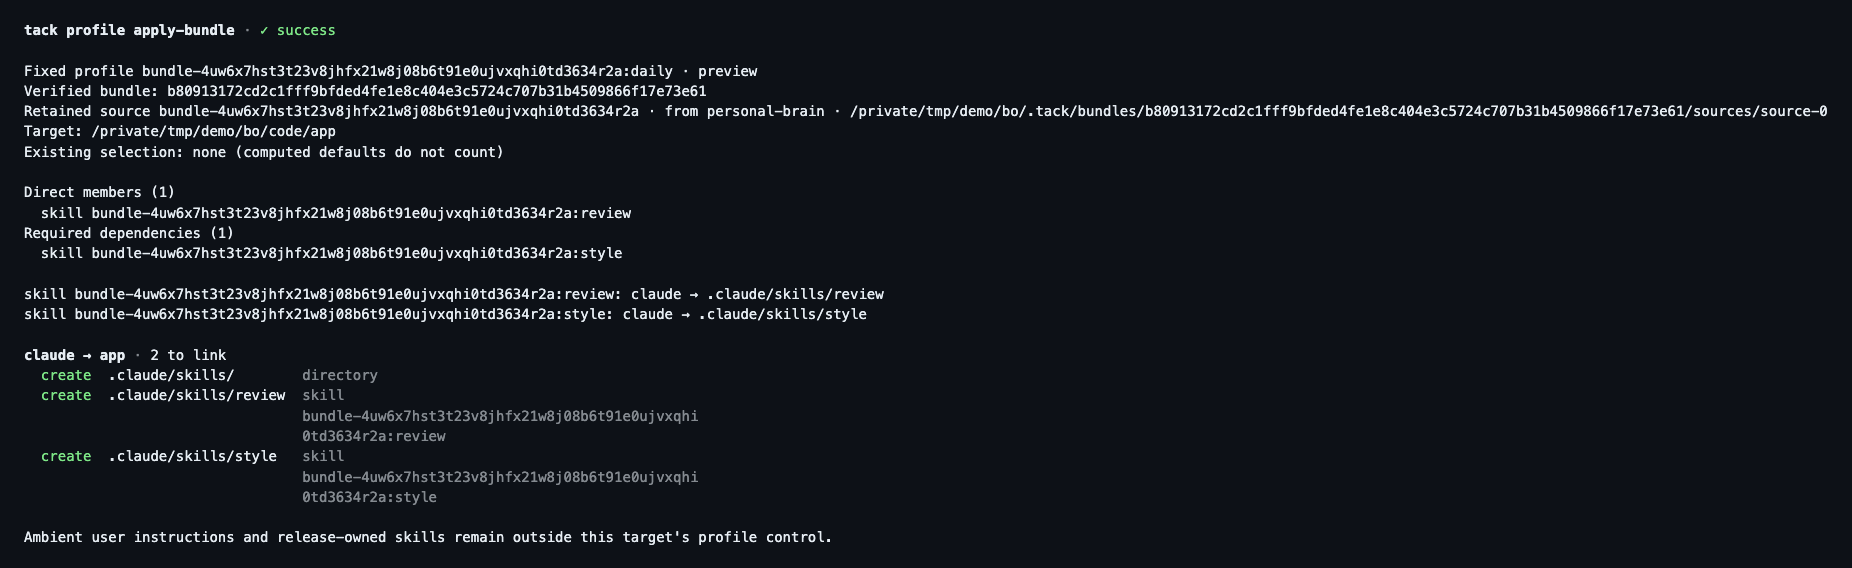 tack profile apply-bundle · ✓ success
Fixed profile bundle-4uw6x7hst3t23v8jhfx21w8j08b6t91e0ujvxqhi0td3634r2a:daily · preview
Verified bundle: b80913172cd2c1fff9bfded4fe1e8c404e3c5724c707b31b4509866f17e73e61
Retained source bundle-4uw6x7hst3t23v8jhfx21w8j08b6t91e0ujvxqhi0td3634r2a · from personal-brain · /private/tmp/demo/bo/.tack/bundles/b80913172cd2c1fff9bfded4fe1e8c404e3c5724c707b31b4509866f17e73e61/sources/source-0
Target: /private/tmp/demo/bo/code/app
Existing selection: none (computed defaults do not count)
Direct members (1)
skill bundle-4uw6x7hst3t23v8jhfx21w8j08b6t91e0ujvxqhi0td3634r2a:review
Required dependencies (1)
skill bundle-4uw6x7hst3t23v8jhfx21w8j08b6t91e0ujvxqhi0td3634r2a:style
skill bundle-4uw6x7hst3t23v8jhfx21w8j08b6t91e0ujvxqhi0td3634r2a:review: claude → .claude/skills/review
skill bundle-4uw6x7hst3t23v8jhfx21w8j08b6t91e0ujvxqhi0td3634r2a:style: claude → .claude/skills/style
claude → app · 2 to link
create .claude/skills/ directory
create .claude/skills/review skill
bundle-4uw6x7hst3t23v8jhfx21w8j08b6t91e0ujvxqhi
0td3634r2a:review
create .claude/skills/style skill
bundle-4uw6x7hst3t23v8jhfx21w8j08b6t91e0ujvxqhi
0td3634r2a:style
Ambient user instructions and release-owned skills remain outside this target's profile control.